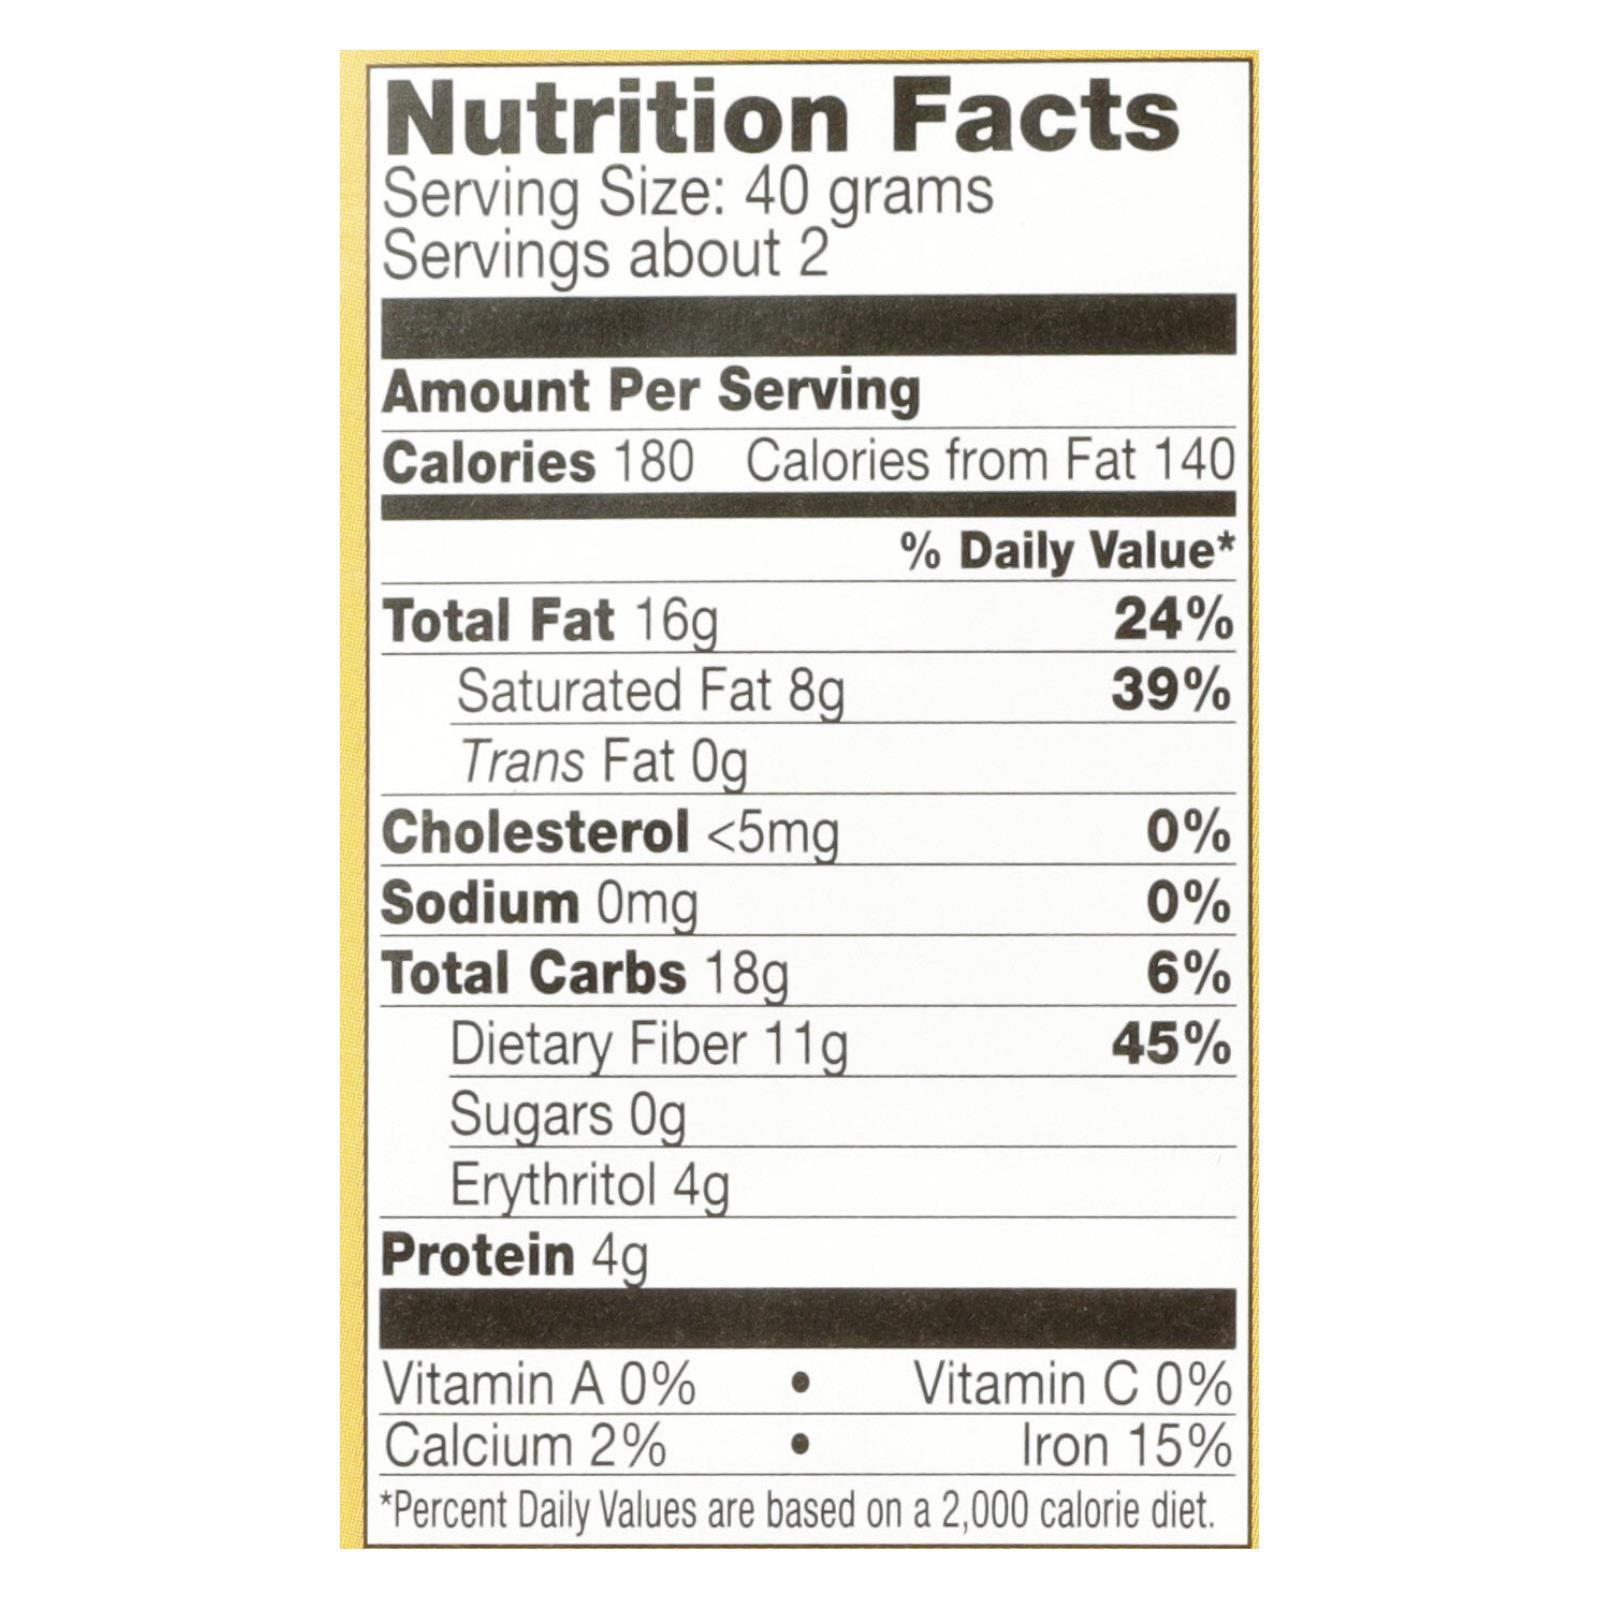 Nutrition Facts
Serving Size: 40 grams
Servings about 2
Amount Per Serving
Calories 180 Calories from Fat 140
% Daily Value*
Total Fat 16g 24%
Saturated Fat 8g 39%
Trans Fat 0g
Cholesterol <5mg 0%
Sodium 0mg 0%
Total Carbs 18g 6%
Dietary Fiber 11g 45%
Sugars 0g
Erythritol 4g
Protein 4g
Vitamin A 0% • Vitamin C 0%
Calcium 2% • Iron 15%
*Percent Daily Values are based on a 2,000 calorie diet.